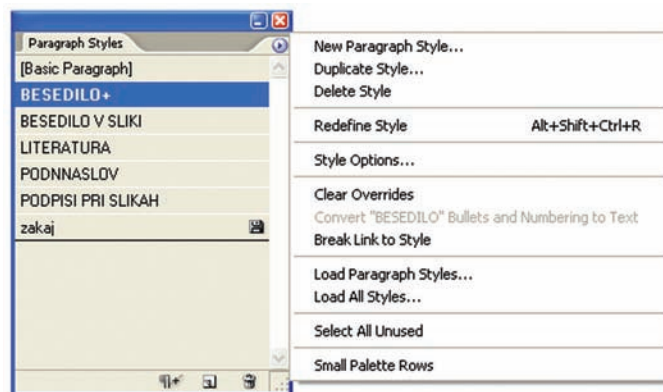 Paragraph Styles
[Basic Paragraph]
BESEDILO+
BESEDILO V SLIKI
LITERATURA
PODNNASLOV
PODPISI PRI SLIKAH
zakaj
New Paragraph Style...
Duplicate Style...
Delete Style
Redefine Style Alt+Shift+Ctrl+R
Style Options...
Clear Overrides
Convert "BESEDILO" Bullets and Numbering to Text
Break Link to Style
Load Paragraph Styles...
Load All Styles...
Select All Unused
Small Palette Rows